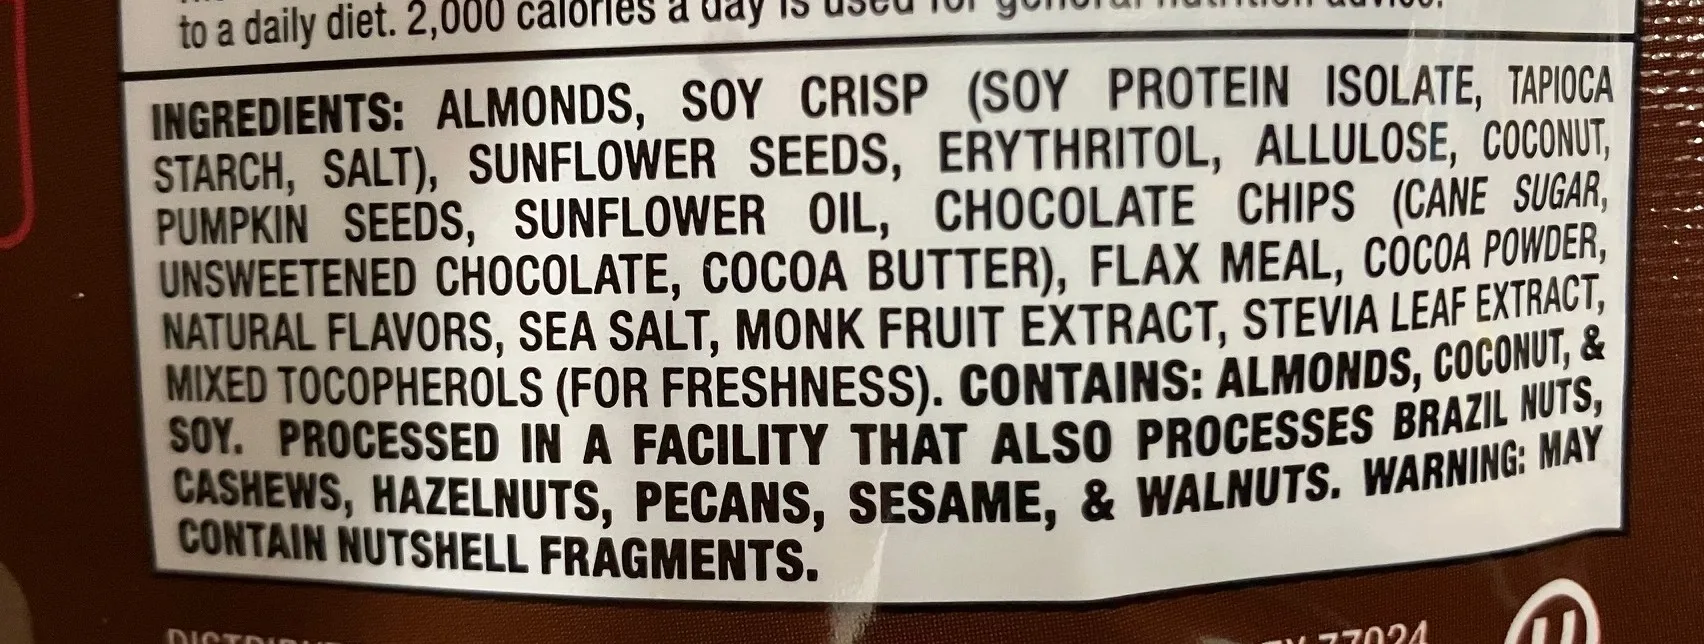 to a daily diet. 2,000 calories a day is used for general nutrition advice.
INGREDIENTS: ALMONDS, SOY CRISP (SOY PROTEIN ISOLATE, TAPIOCA
STARCH, SALT), SUNFLOWER SEEDS, ERYTHRITOL, ALLULOSE, COCONUT,
PUMPKIN SEEDS, SUNFLOWER OIL, CHOCOLATE CHIPS (CANE SUGAR,
UNSWEETENED CHOCOLATE, COCOA BUTTER), FLAX MEAL, COCOA POWDER,
NATURAL FLAVORS, SEA SALT, MONK FRUIT EXTRACT, STEVIA LEAF EXTRACT,
MIXED TOCOPHEROLS (FOR FRESHNESS). CONTAINS: ALMONDS, COCONUT, &
SOY. PROCESSED IN A FACILITY THAT ALSO PROCESSES BRAZIL NUTS,
CASHEWS, HAZELNUTS, PECANS, SESAME, & WALNUTS. WARNING: MAY
CONTAIN NUTSHELL FRAGMENTS.
77024
U